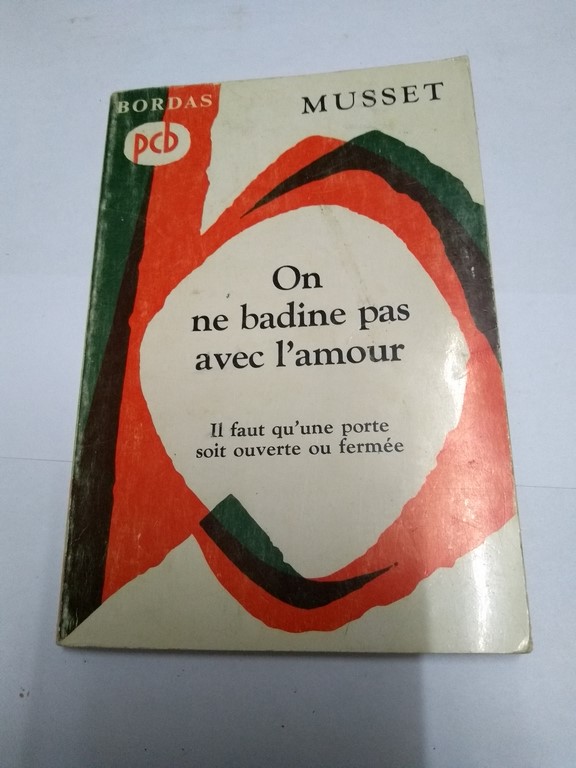 BORDAS
MUSSET
pcb
On
ne badine pas
avec l'amour
Il faut qu'une porte
soit ouverte ou fermée